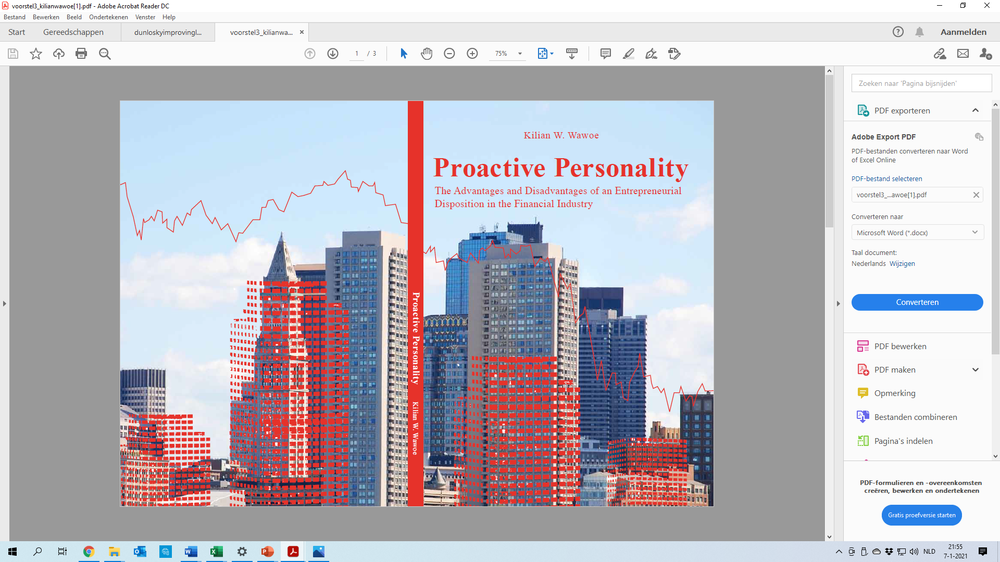 voorstel3_kilianwawoe[1].pdf - Adobe Acrobat Reader DC
Bestand Bewerken Beeld Ondertekenen Venster Help
Start Gereedschappen dunloskyimprovingl... voorstel3_kilianwa... Aanmelden
1 / 3 75%
Kilian W. Wawoe
Proactive Personality
The Advantages and Disadvantages of an Entrepreneurial
Disposition in the Financial Industry
Proactive Personality Kilian W. Wawoe
Zoeken naar 'Pagina bijsnijden'
PDF exporteren
Adobe Export PDF
PDF-bestanden converteren naar Word
of Excel Online
PDF-bestand selecteren
voorstel3_...awoe[1].pdf
Converteren naar
Microsoft Word (*.docx)
Taal document:
Nederlands Wijzigen
Converteren
PDF bewerken
PDF maken
Opmerking
Bestanden combineren
Pagina's indelen
PDF-formulieren en -overeenkomsten
creëren, bewerken en ondertekenen
Gratis proefversie starten
NLD
21:55
7-1-2021